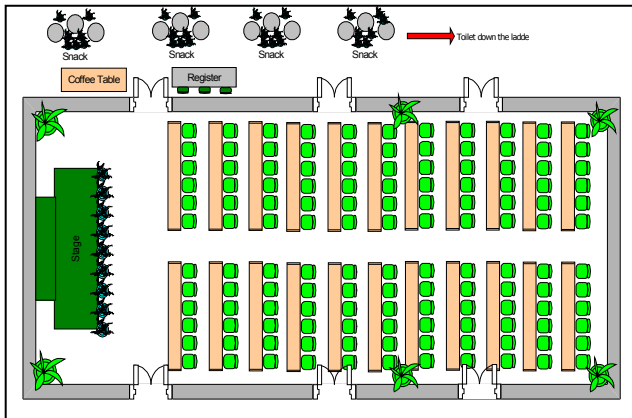 Snack
Snack
Snack
Snack
Toilet down the ladde
Coffee Table
Register
Stage